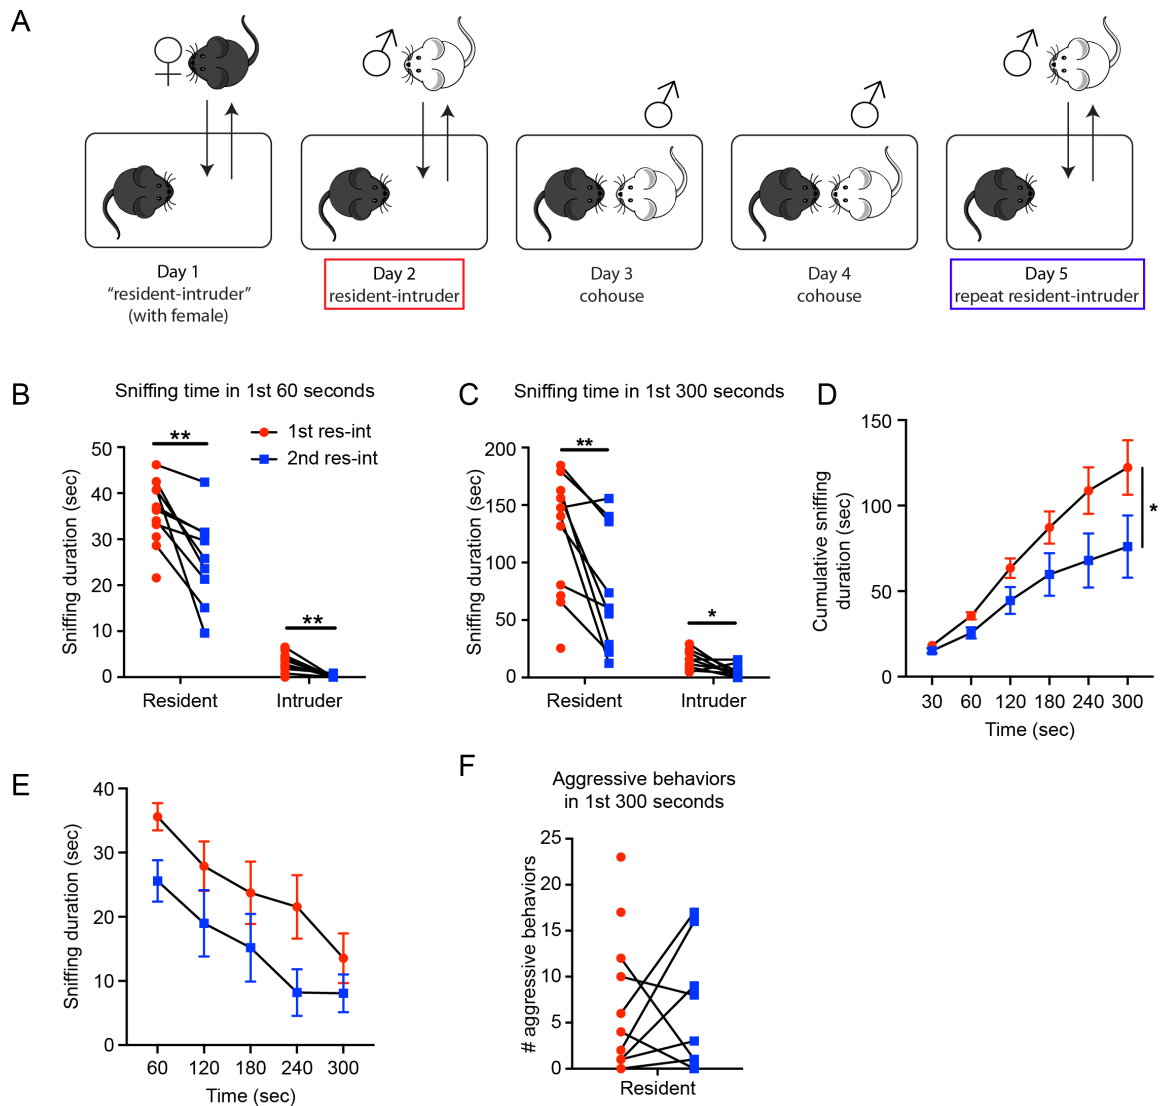 A
♀
♂
♂
♂
♂
Day 1
“resident-intruder”
(with female)
Day 2
resident-intruder
Day 3
cohouse
Day 4
cohouse
Day 5
repeat resident-intruder
B
Sniffing time in 1st 60 seconds
**
1st res-int
2nd res-int
**
Sniffing duration (sec)
50
40
30
20
10
0
Resident
Intruder
C
Sniffing time in 1st 300 seconds
**
*
Sniffing duration (sec)
200
150
100
50
0
Resident
Intruder
D
Cumulative sniffing
duration (sec)
150
100
50
0
*
30 60 120 180 240 300
Time (sec)
E
Sniffing duration (sec)
40
30
20
10
0
60 120 180 240 300
Time (sec)
F
Aggressive behaviors
in 1st 300 seconds
# aggressive behaviors
25
20
15
10
5
0
Resident